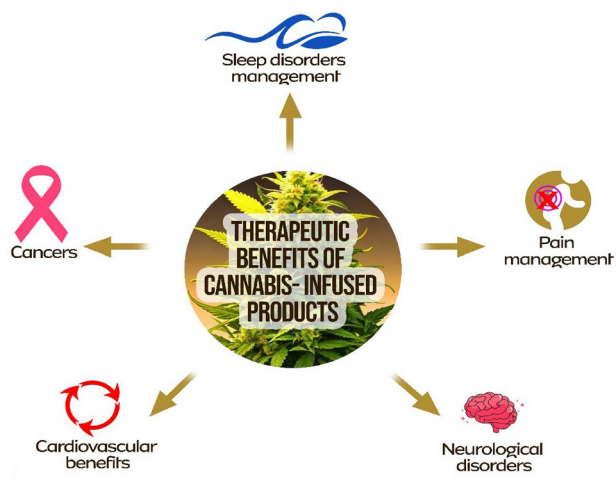 Sleep disorders
management
Cancers
THERAPEUTIC
BENEFITS OF
CANNABIS- INFUSED
PRODUCTS
Pain
management
Cardiovascular
benefits
Neurological
disorders